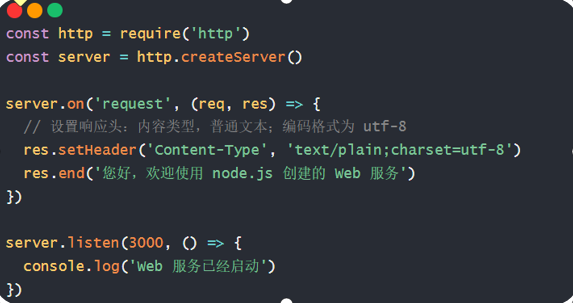 const http = require('http')
const server = http.createServer()
server.on('request', (req, res) => {
// 设置响应头：内容类型，普通文本；编码格式为 utf-8
res.setHeader('Content-Type', 'text/plain;charset=utf-8')
res.end('您好，欢迎使用 node.js 创建的 Web 服务')
})
server.listen(3000, () => {
console.log('Web 服务已经启动')
})